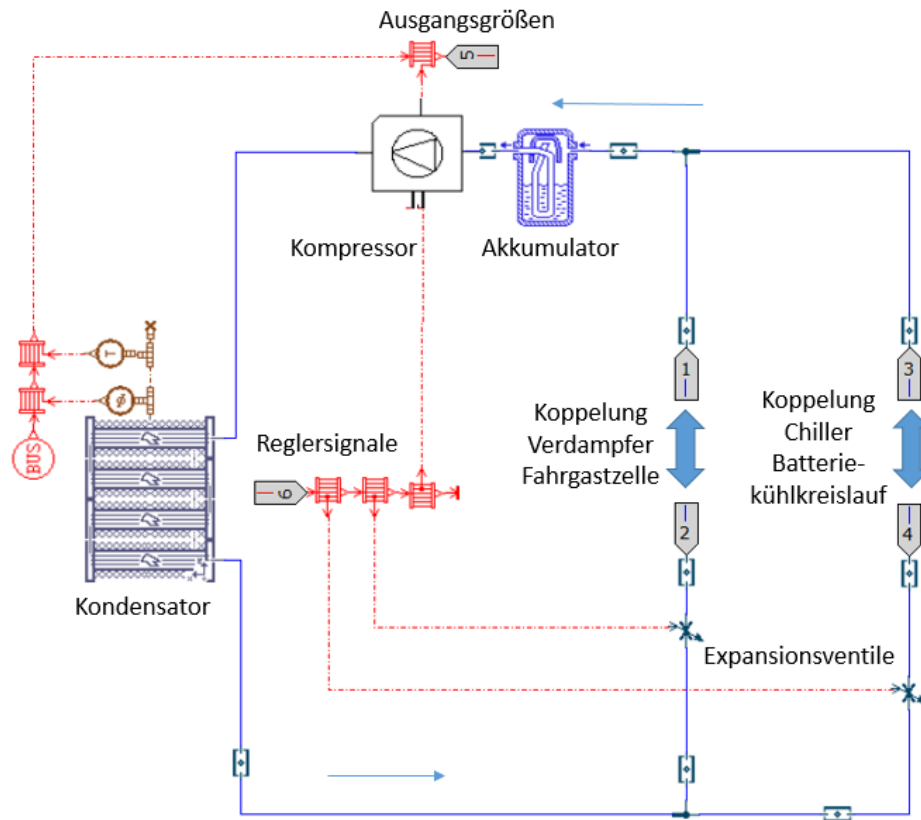 Ausgangsgrößen
5
Kompressor
Akkumulator
T
BUS
Reglersignale
6
1
3
Koppelung
Verdampfer
Fahrgastzelle
Koppelung
Chiller
Batterie-
kühlkreislauf
2
4
Kondensator
Expansionsventile